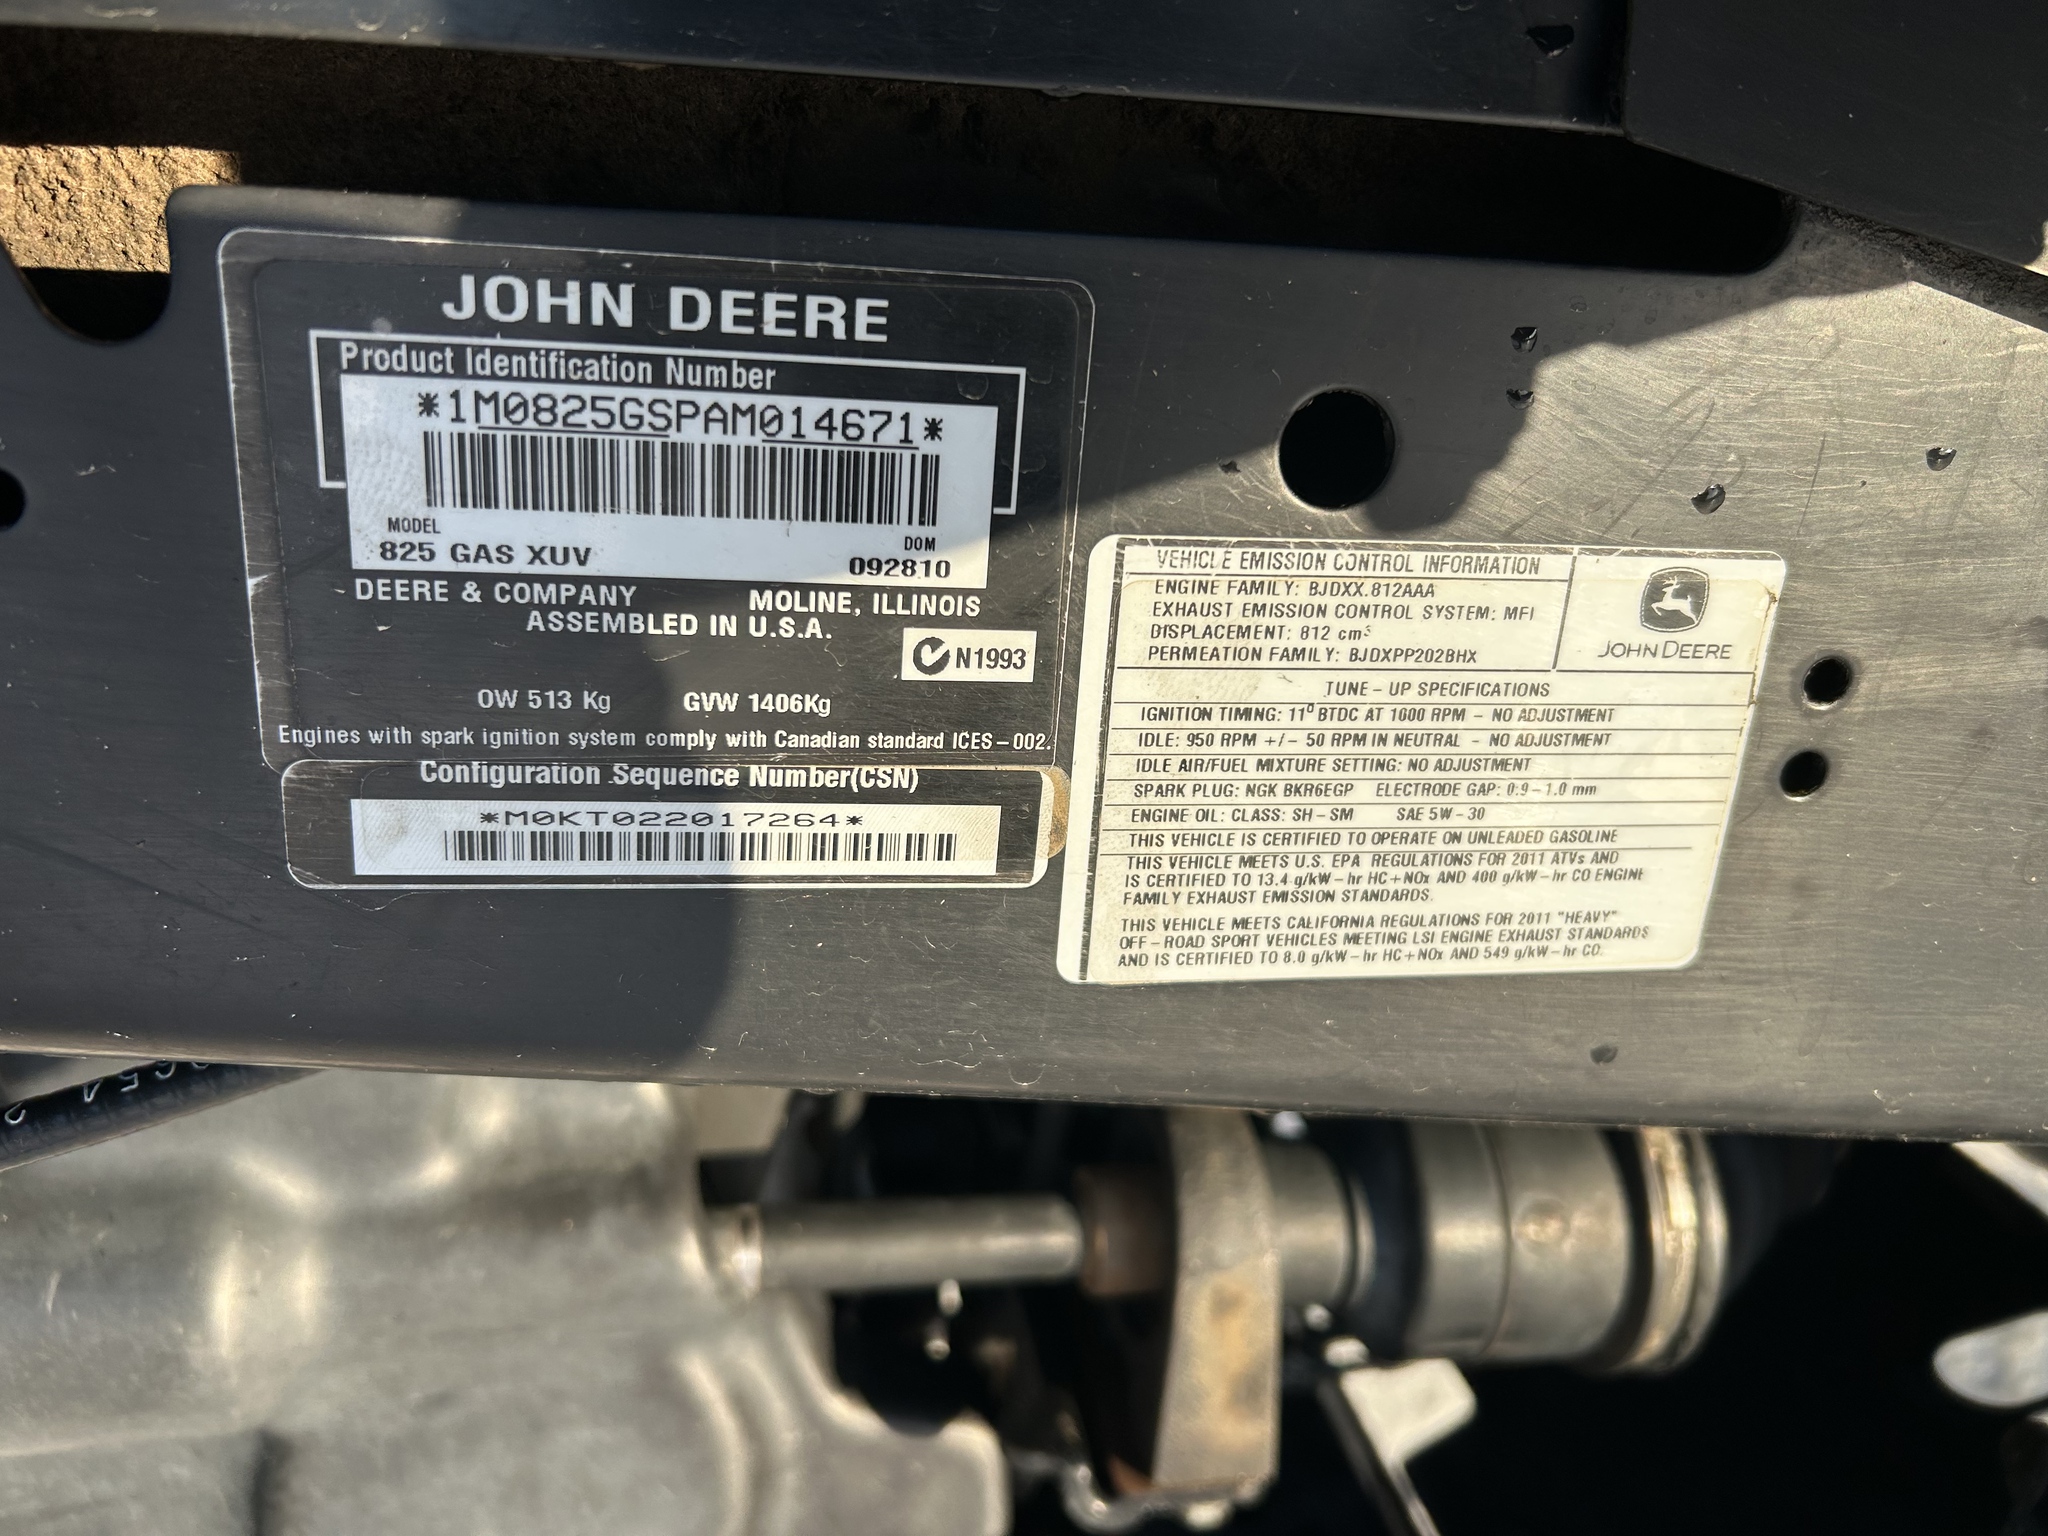 JOHN DEERE
Product Identification Number
*1M0825GSPAM014671*
MODEL
825 GAS XUV
DOM
092810
DEERE & COMPANY MOLINE, ILLINOIS
ASSEMBLED IN U.S.A.
N1993
OW 513 Kg GVW 1406Kg
Engines with spark ignition system comply with Canadian standard ICES-002.
Configuration Sequence Number(CSN)
*M0KT022017264*
VEHICLE EMISSION CONTROL INFORMATION
ENGINE FAMILY: BJDXX.812AAA
EXHAUST EMISSION CONTROL SYSTEM: MFI
DISPLACEMENT: 812 cm³
PERMEATION FAMILY: BJDXPP202BHX
JOHN DEERE
TUNE-UP SPECIFICATIONS
IGNITION TIMING: 11° BTDC AT 1000 RPM - NO ADJUSTMENT
IDLE: 950 RPM +/- 50 RPM IN NEUTRAL - NO ADJUSTMENT
IDLE AIR/FUEL MIXTURE SETTING: NO ADJUSTMENT
SPARK PLUG: NGK BKR6EGP ELECTRODE GAP: 0.9-1.0 mm
ENGINE OIL: CLASS: SH-SM SAE 5W-30
THIS VEHICLE IS CERTIFIED TO OPERATE ON UNLEADED GASOLINE
THIS VEHICLE MEETS U.S. EPA REGULATIONS FOR 2011 ATVs AND
IS CERTIFIED TO 13.4 g/kW-hr HC+NOx AND 400 g/kW-hr CO ENGINE
FAMILY EXHAUST EMISSION STANDARDS.
THIS VEHICLE MEETS CALIFORNIA REGULATIONS FOR 2011 "HEAVY"
OFF-ROAD SPORT VEHICLES MEETING LSI ENGINE EXHAUST STANDARDS
AND IS CERTIFIED TO 8.0 g/kW-hr HC+NOx AND 549 g/kW-hr CO.